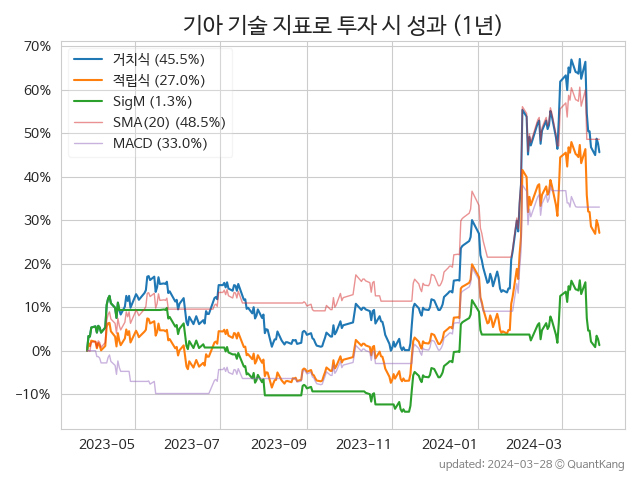 기아 기술 지표로 투자 시 성과 (1년)
70%
60%
50%
40%
30%
20%
10%
0%
−10%
거치식 (45.5%)
적립식 (27.0%)
SigM (1.3%)
SMA(20) (48.5%)
MACD (33.0%)
2023-05 2023-07 2023-09 2023-11 2024-01 2024-03
updated: 2024-03-28 © QuantKang